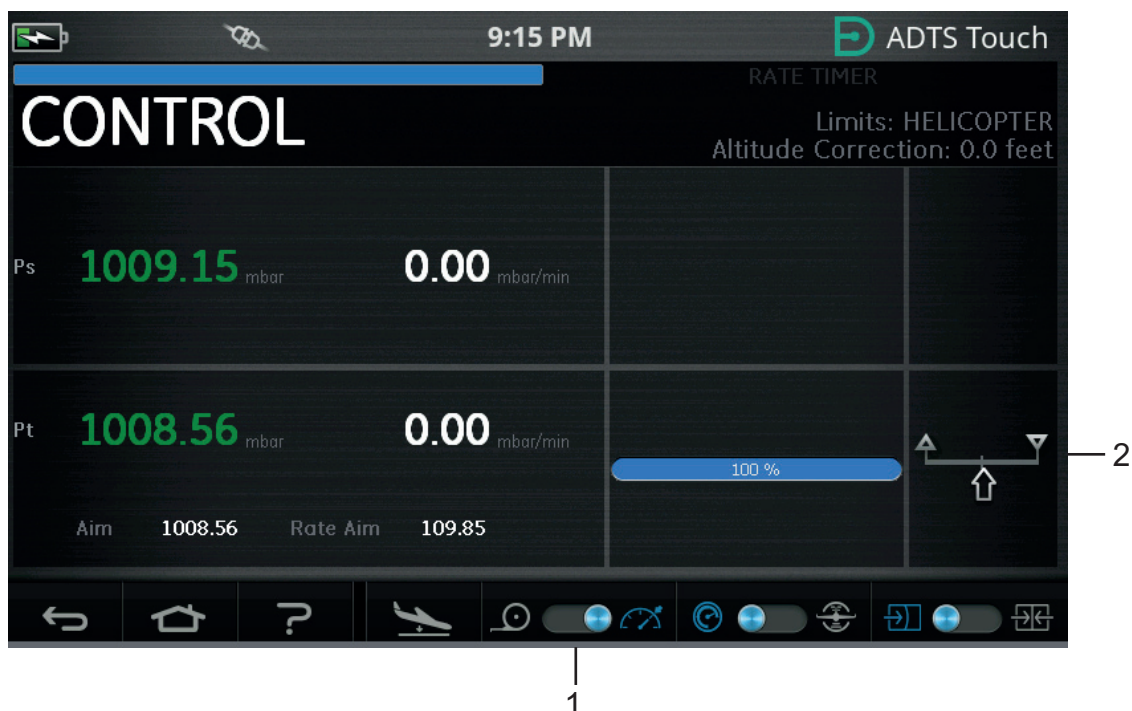 9:15 PM
ADTS Touch
RATE TIMER
CONTROL
Limits: HELICOPTER
Altitude Correction: 0.0 feet
Ps 1009.15 mbar 0.00 mbar/min
Pt 1008.56 mbar 0.00 mbar/min
100 %
2
Aim 1008.56 Rate Aim 109.85
?
1